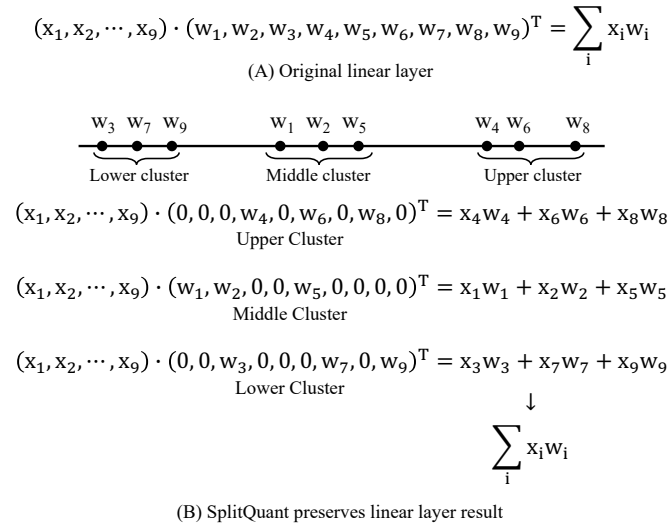 (x₁, x₂, ⋯, x₉) · (w₁, w₂, w₃, w₄, w₅, w₆, w₇, w₈, w₉)ᵀ = ∑ᵢ xᵢwᵢ
(A) Original linear layer
w₃ w₇ w₉ w₁ w₂ w₅ w₄ w₆ w₈
Lower cluster Middle cluster Upper cluster
(x₁, x₂, ⋯, x₉) · (0, 0, 0, w₄, 0, w₆, 0, w₈, 0)ᵀ = x₄w₄ + x₆w₆ + x₈w₈
Upper Cluster
(x₁, x₂, ⋯, x₉) · (w₁, w₂, 0, 0, w₅, 0, 0, 0, 0)ᵀ = x₁w₁ + x₂w₂ + x₅w₅
Middle Cluster
(x₁, x₂, ⋯, x₉) · (0, 0, w₃, 0, 0, 0, w₇, 0, w₉)ᵀ = x₃w₃ + x₇w₇ + x₉w₉
Lower Cluster
↓
∑ᵢ xᵢwᵢ
(B) SplitQuant preserves linear layer result